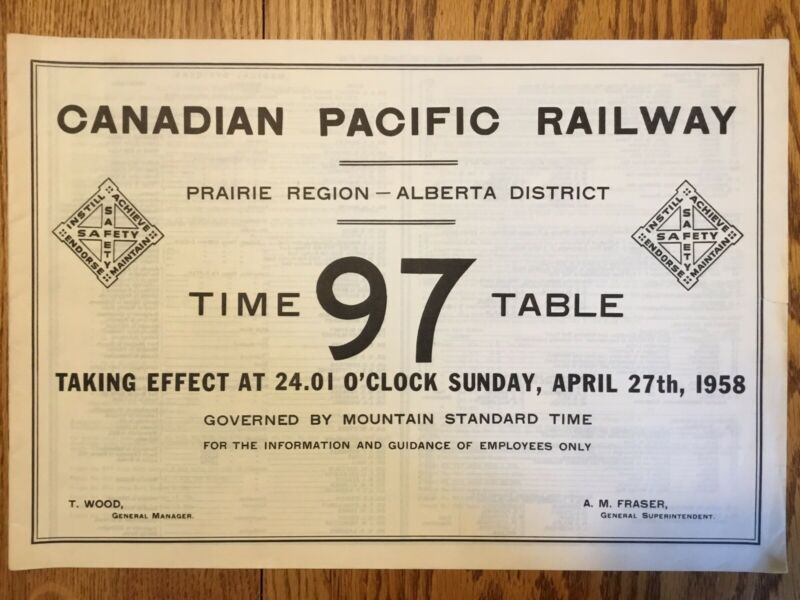 CANADIAN PACIFIC RAILWAY
PRAIRIE REGION — ALBERTA DISTRICT
INSTILL ACHIEVE
SAFETY
SAFETY
ENDORSE MAINTAIN
INSTILL ACHIEVE
SAFETY
SAFETY
ENDORSE MAINTAIN
TIME 97 TABLE
TAKING EFFECT AT 24.01 O'CLOCK SUNDAY, APRIL 27th, 1958
GOVERNED BY MOUNTAIN STANDARD TIME
FOR THE INFORMATION AND GUIDANCE OF EMPLOYEES ONLY
T. WOOD,
GENERAL MANAGER.
A. M. FRASER,
GENERAL SUPERINTENDENT.